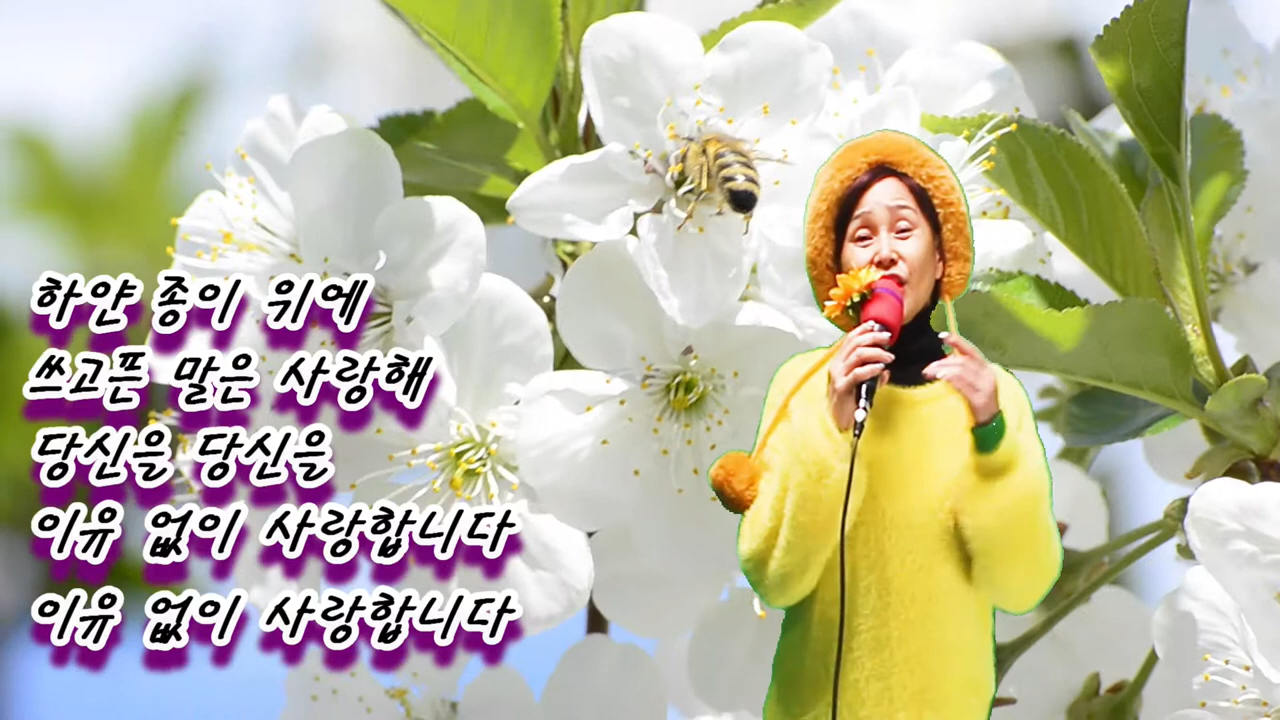 하얀 종이 위에
쓰고픈 말은 사랑해
당신을 당신을
이유 없이 사랑합니다
이유 없이 사랑합니다